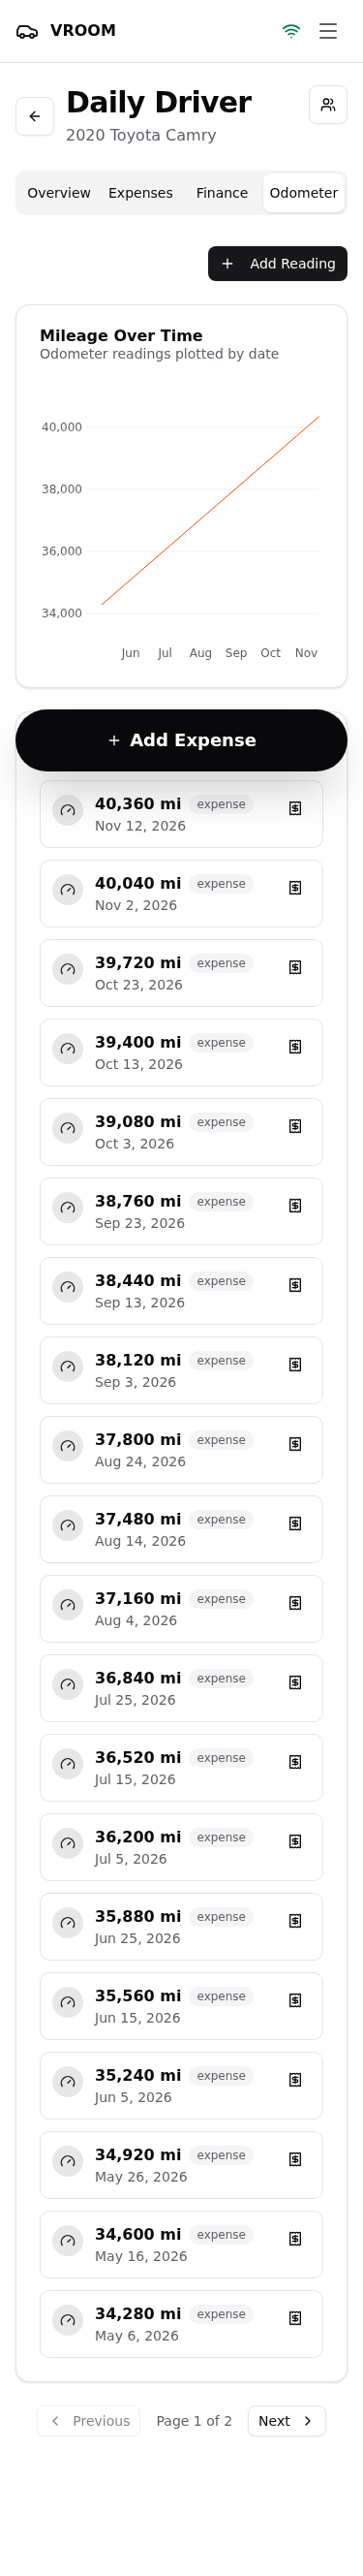 VROOM
Daily Driver
2020 Toyota Camry
Overview Expenses Finance Odometer
Add Reading
Mileage Over Time
Odometer readings plotted by date
40,000
38,000
36,000
34,000
Jun Jul Aug Sep Oct Nov
Add Expense
40,360 mi expense
Nov 12, 2026
40,040 mi expense
Nov 2, 2026
39,720 mi expense
Oct 23, 2026
39,400 mi expense
Oct 13, 2026
39,080 mi expense
Oct 3, 2026
38,760 mi expense
Sep 23, 2026
38,440 mi expense
Sep 13, 2026
38,120 mi expense
Sep 3, 2026
37,800 mi expense
Aug 24, 2026
37,480 mi expense
Aug 14, 2026
37,160 mi expense
Aug 4, 2026
36,840 mi expense
Jul 25, 2026
36,520 mi expense
Jul 15, 2026
36,200 mi expense
Jul 5, 2026
35,880 mi expense
Jun 25, 2026
35,560 mi expense
Jun 15, 2026
35,240 mi expense
Jun 5, 2026
34,920 mi expense
May 26, 2026
34,600 mi expense
May 16, 2026
34,280 mi expense
May 6, 2026
Previous Page 1 of 2 Next